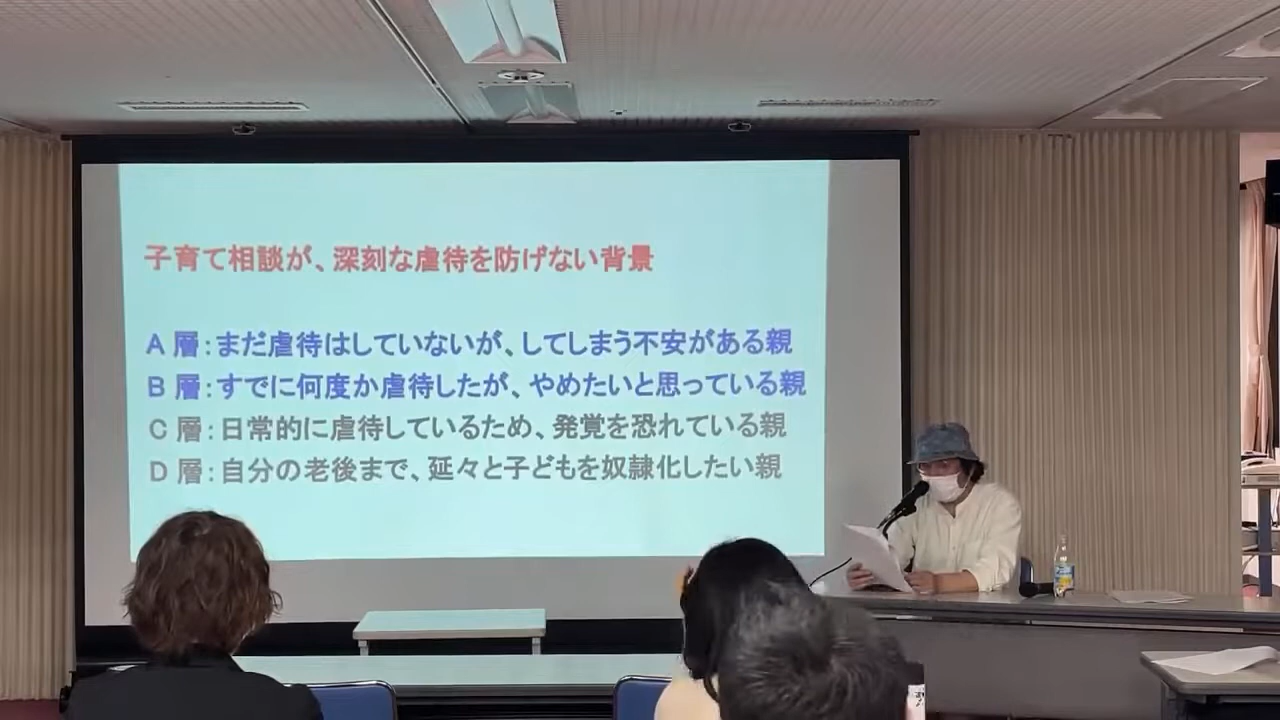 子育て相談が、深刻な虐待を防げない背景
A 層：まだ虐待はしていないが、してしまう不安がある親
B 層：すでに何度か虐待したが、やめたいと思っている親
C 層：日常的に虐待しているため、発覚を恐れている親
D 層：自分の老後まで、延々と子どもを奴隷化したい親